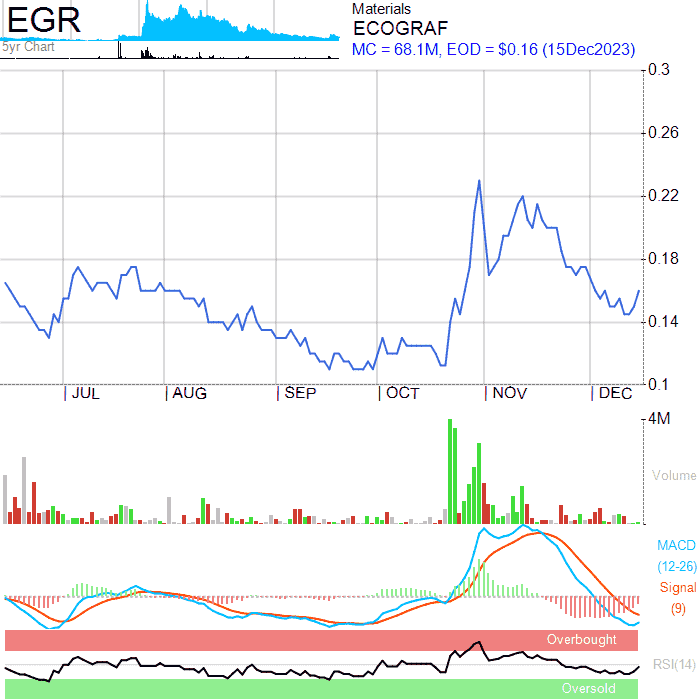 EGR
5yr Chart
Materials
ECOGRAF
MC = 68.1M, EOD = $0.16 (15Dec2023)
0.3
0.26
0.22
0.18
0.14
0.1
JUL AUG SEP OCT NOV DEC
4M
Volume
MACD
(12-26)
Signal
(9)
Overbought
RSI(14)
Oversold